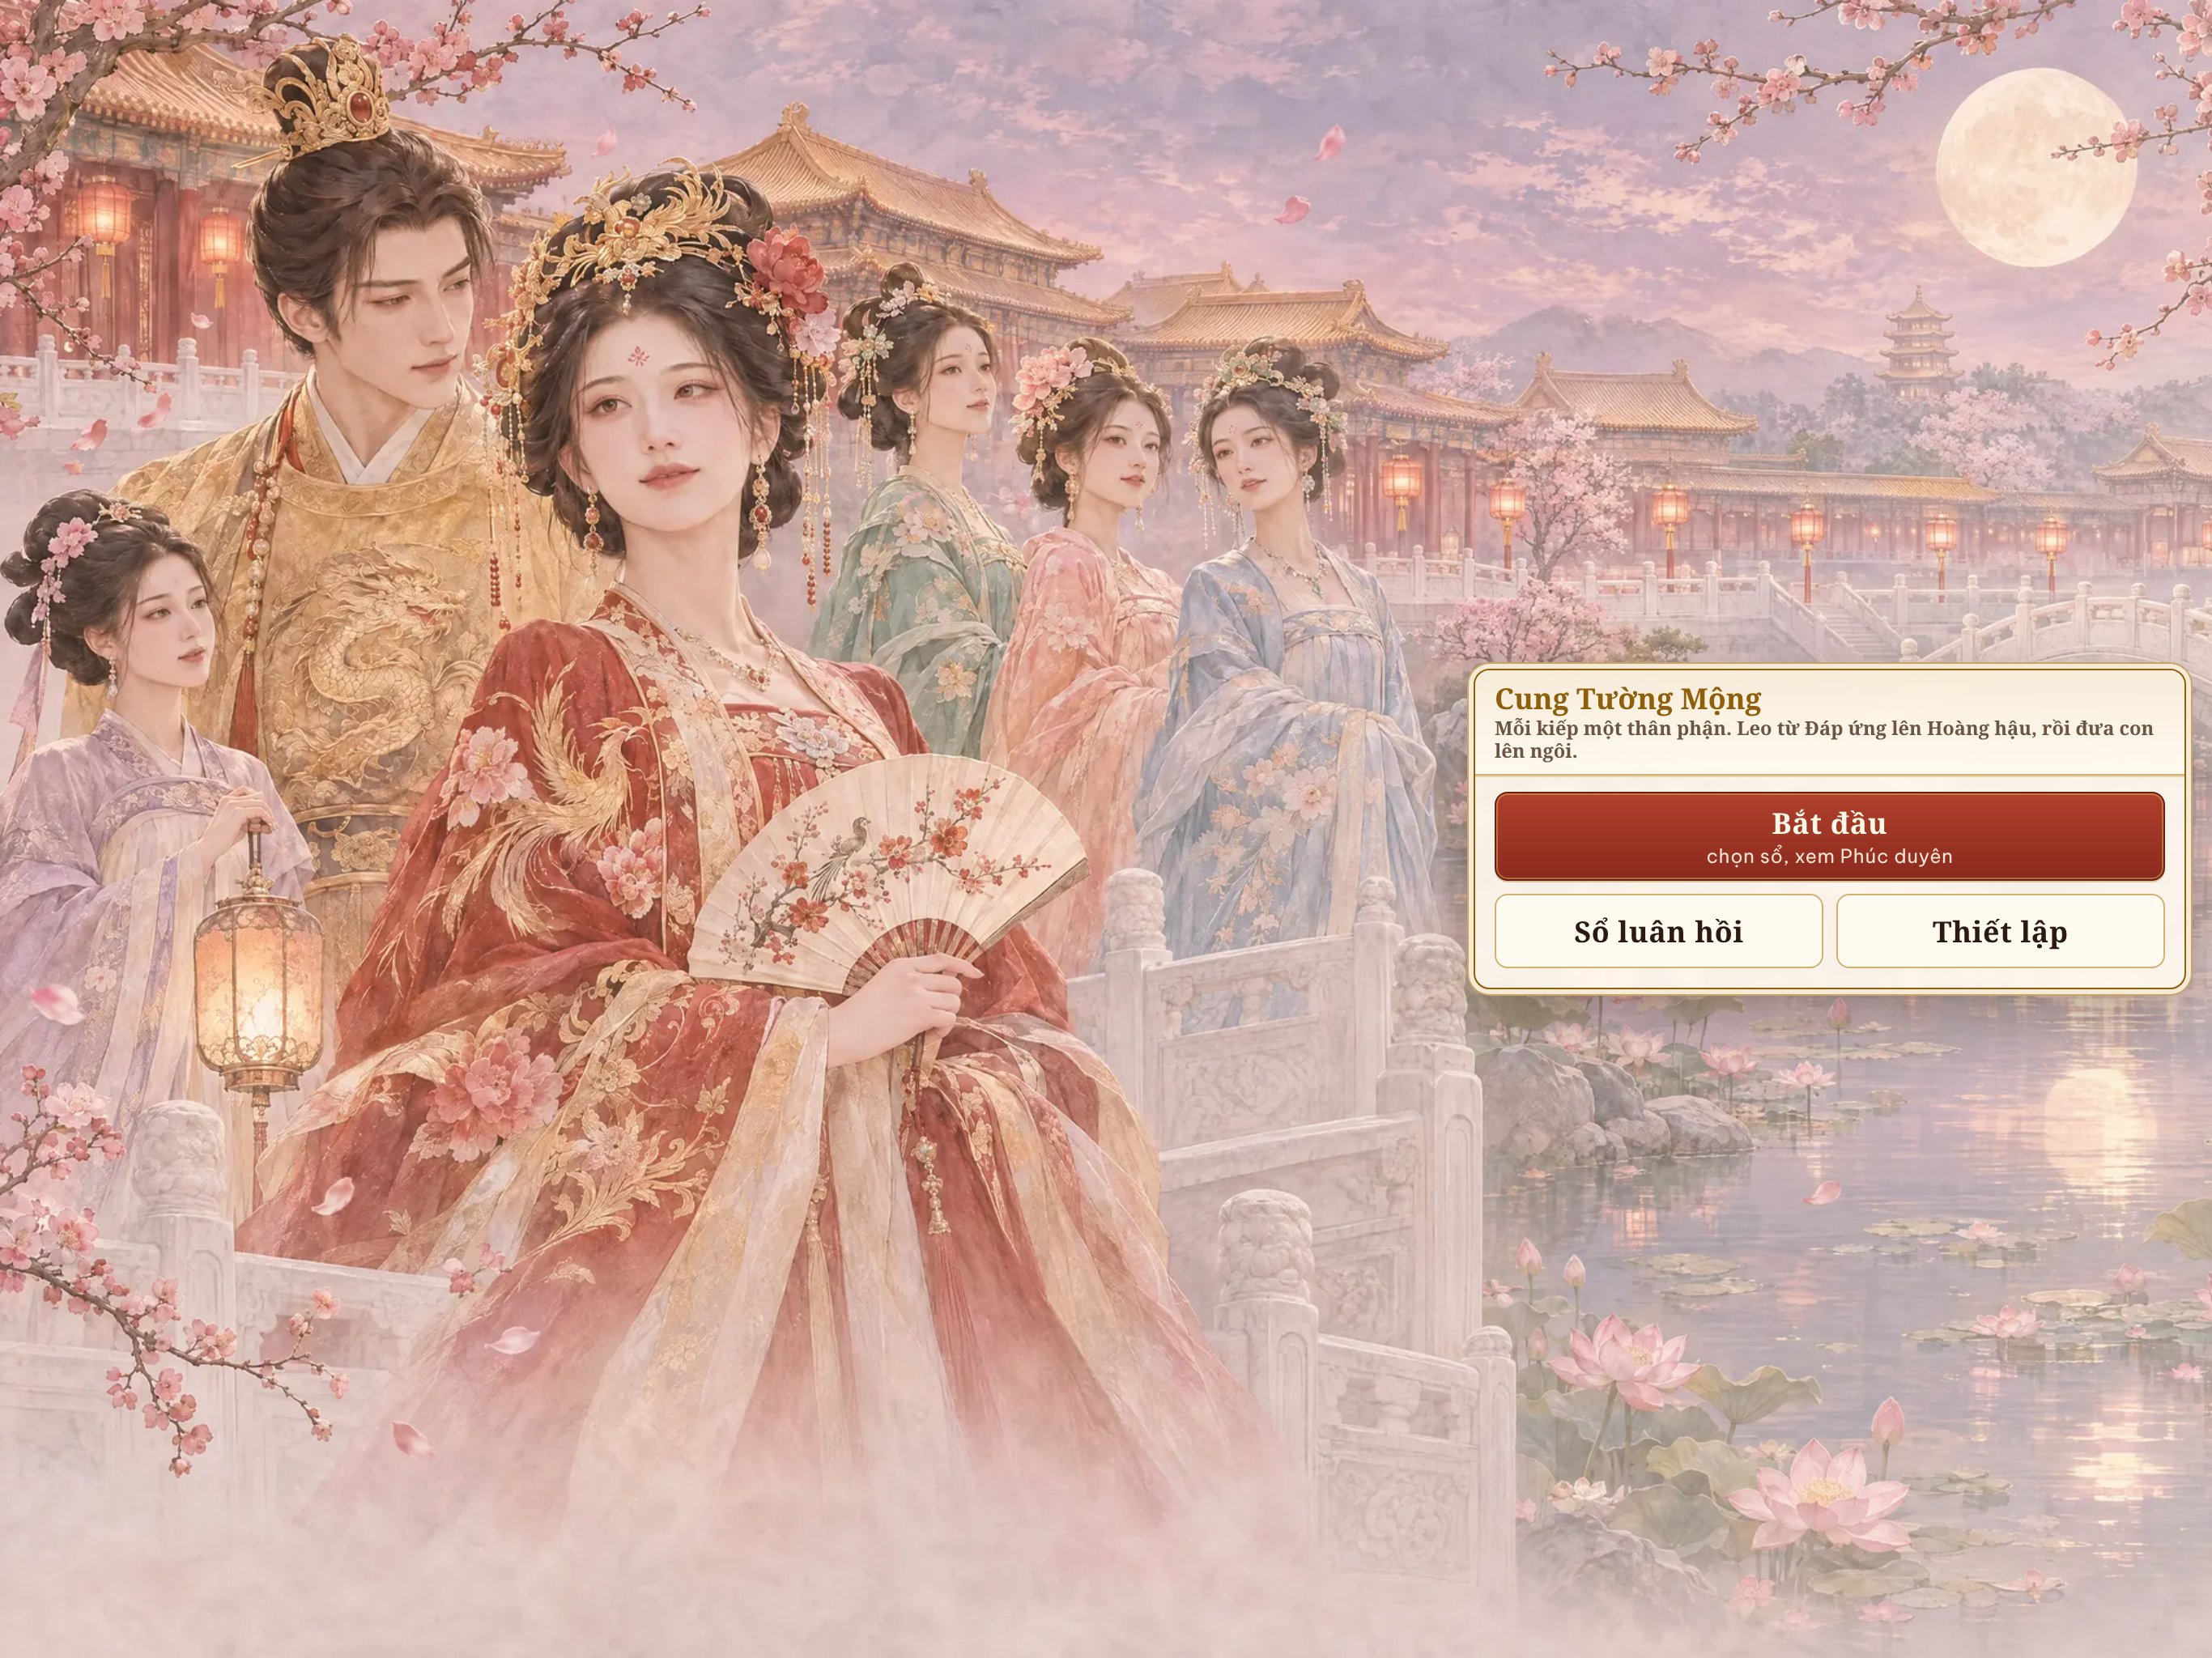 Cung Tường Mộng
Mỗi kiếp một thân phận. Leo từ Đáp ứng lên Hoàng hậu, rồi đưa con
lên ngôi.
Bắt đầu
chọn sổ, xem Phúc duyên
Sổ luân hồi
Thiết lập